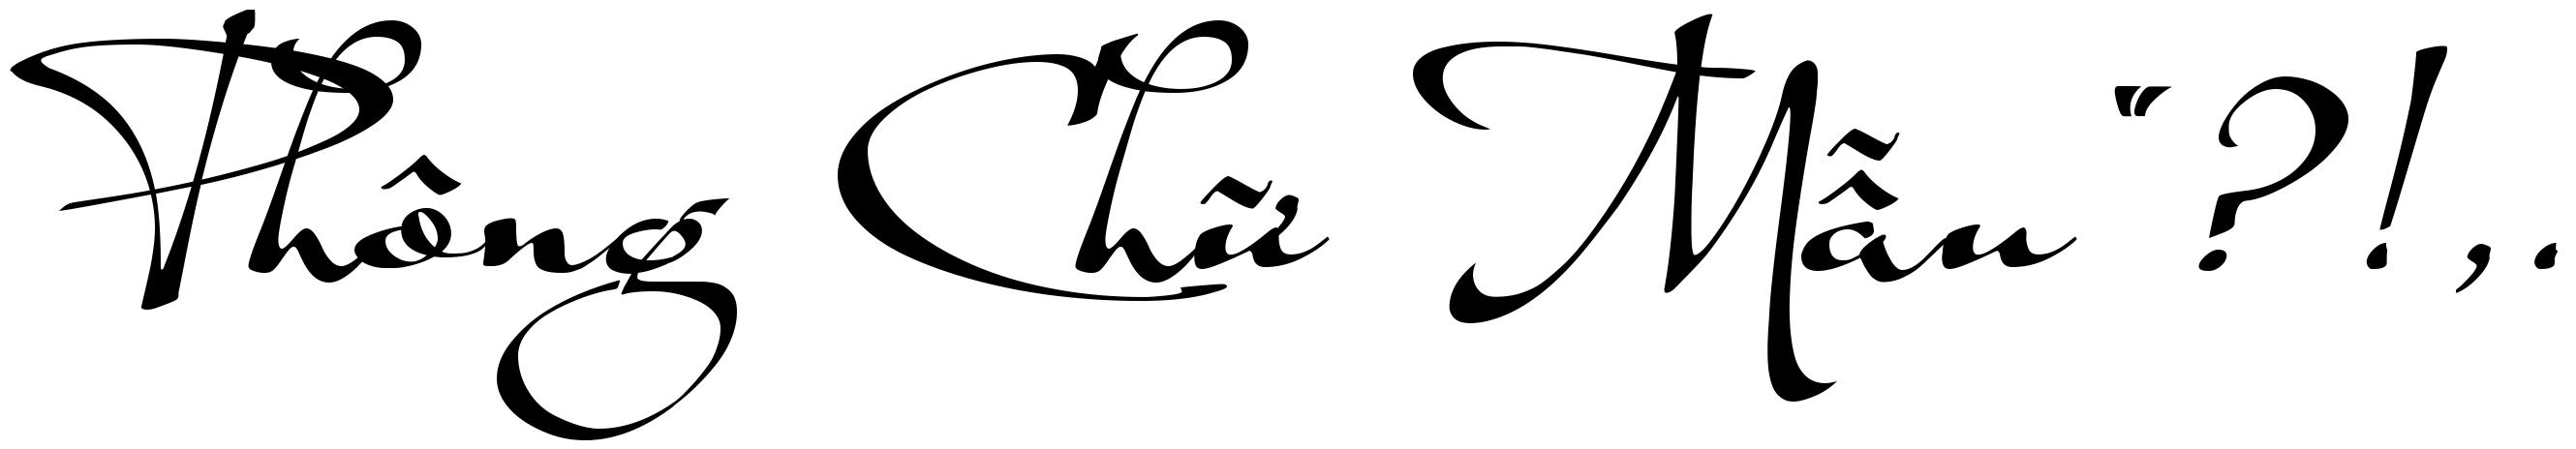 Phông Chữ Mẫu “?!,.